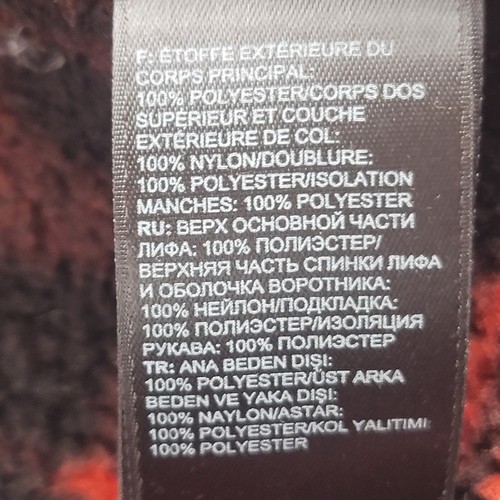 F: ÉTOFFE EXTÉRIEURE DU
CORPS PRINCIPAL:
100% POLYESTER/CORPS DOS
SUPÉRIEUR ET COUCHE
EXTÉRIEURE DE COL:
100% NYLON/DOUBLURE:
100% POLYESTER/ISOLATION
MANCHES: 100% POLYESTER
RU: ВЕРХ ОСНОВНОЙ ЧАСТИ
ЛИФА: 100% ПОЛИЭСТЕР/
ВЕРХНЯЯ ЧАСТЬ СПИНКИ ЛИФА
И ОБОЛОЧКА ВОРОТНИКА:
100% НЕЙЛОН/ПОДКЛАДКА:
100% ПОЛИЭСТЕР/ИЗОЛЯЦИЯ
РУКАВА: 100% ПОЛИЭСТЕР
TR: ANA BEDEN DIŞI:
100% POLYESTER/ÜST ARKA
BEDEN VE YAKA DIŞI:
100% NAYLON/ASTAR:
100% POLYESTER/KOL YALITIMI:
100% POLYESTER